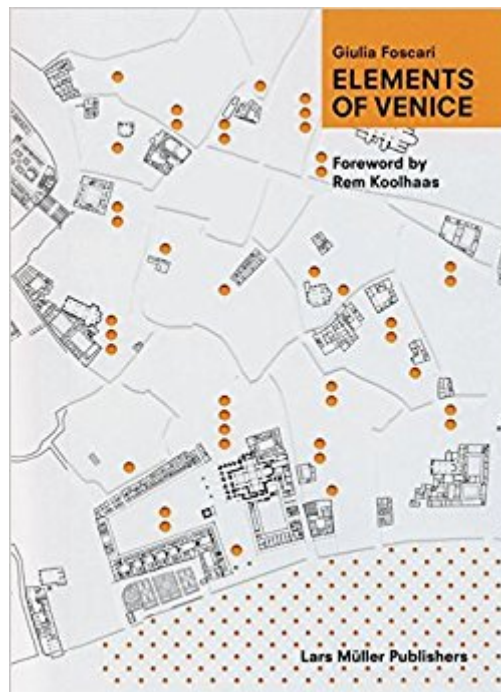 Giulia Foscari
ELEMENTS
OF VENICE
Foreword by
Rem Koolhaas
Lars Müller Publishers